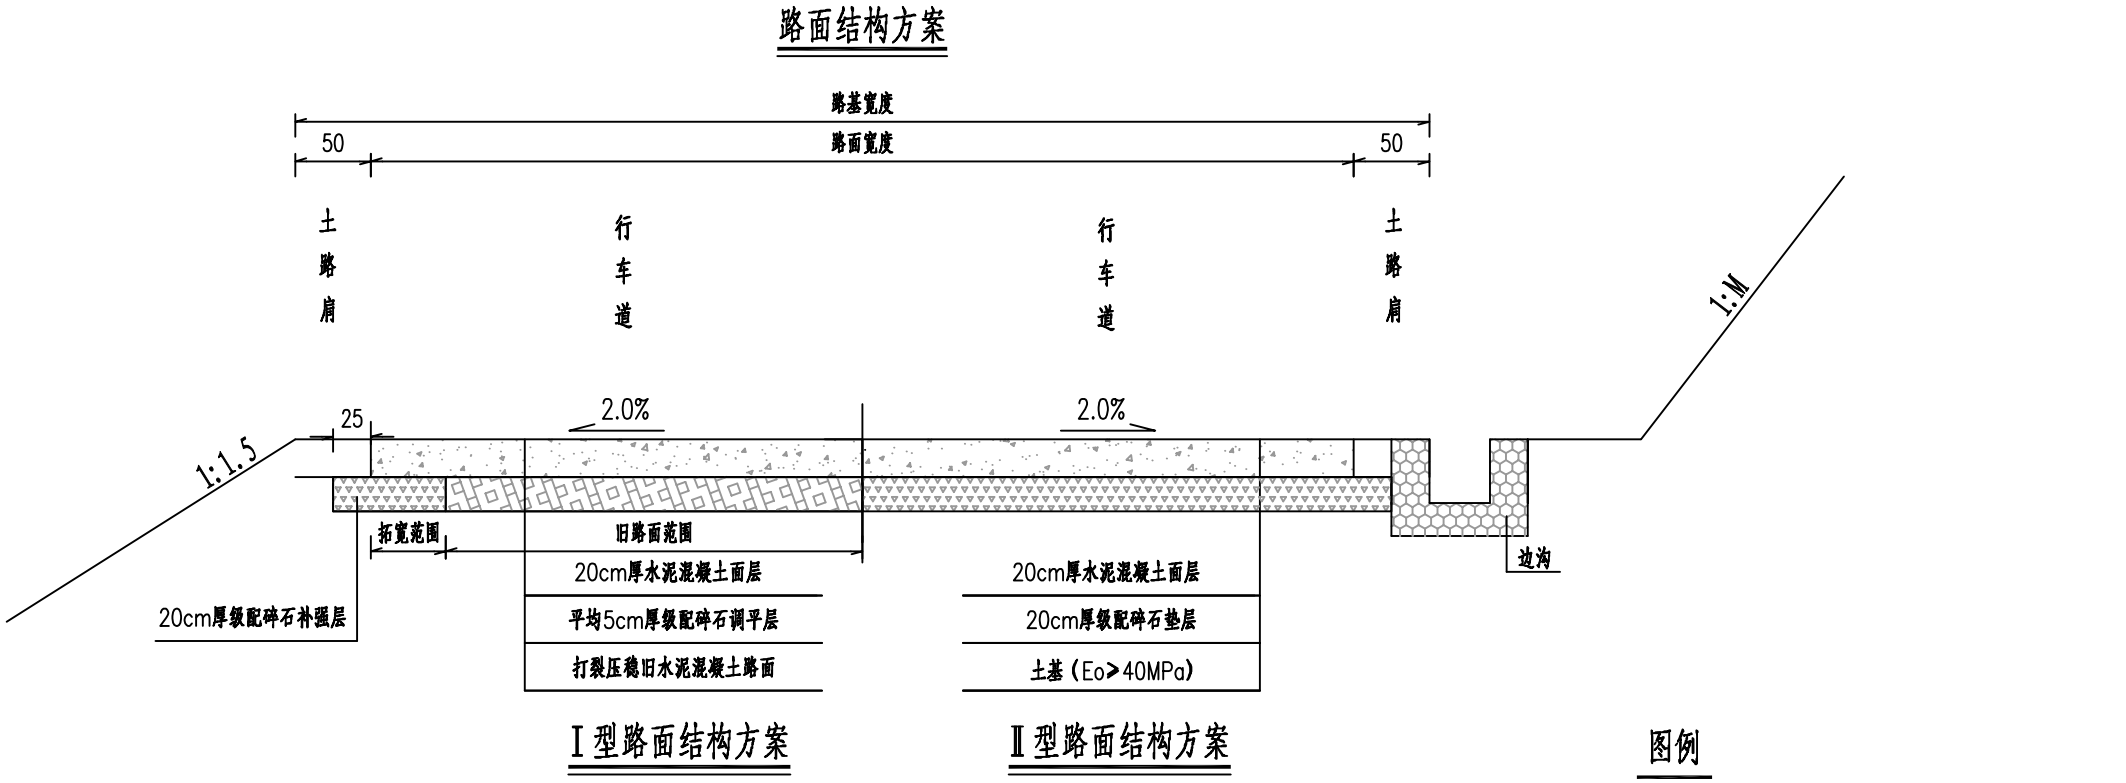 路面结构方案
路基宽度
50
路面宽度
50
土路肩
行车道
行车道
土路肩
1:M
25
2.0%
2.0%
1:1.5
拓宽范围
旧路面范围
边沟
20cm厚水泥混凝土面层
20cm厚水泥混凝土面层
20cm厚级配碎石补强层
平均5cm厚级配碎石调平层
20cm厚级配碎石垫层
打裂压稳旧水泥混凝土路面
土基(Eo>40MPa)
Ⅰ型路面结构方案
Ⅱ型路面结构方案
图例